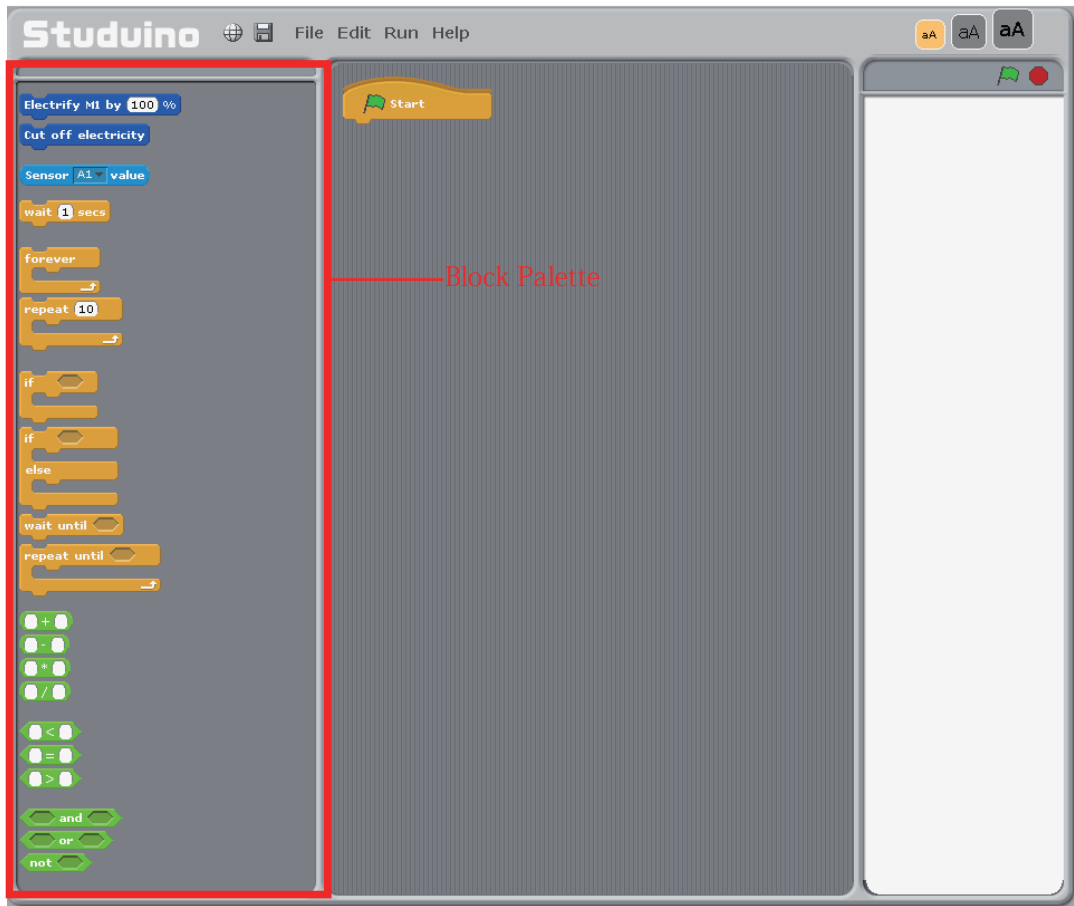 Studuino File Edit Run Help aA aA aA
Electrify M1 by 100 %
Cut off electricity
Sensor A1 value
wait 1 secs
forever
repeat 10
if
if
else
wait until
repeat until
+
-
*
/
<
=
>
and
or
not
Start
Block Palette